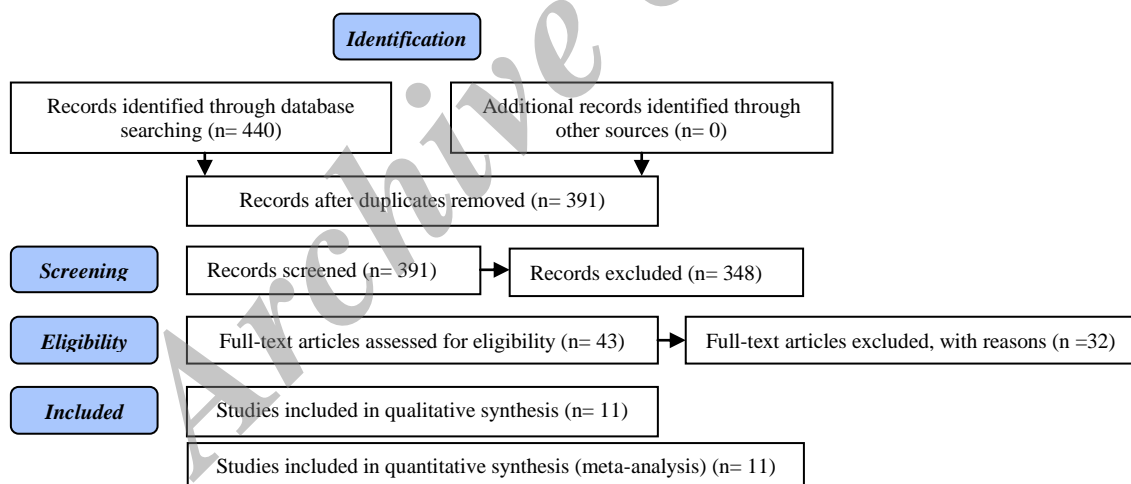 Identification
Records identified through database
searching (n= 440)
Additional records identified through
other sources (n= 0)
Records after duplicates removed (n= 391)
Screening
Records screened (n= 391)
Records excluded (n= 348)
Eligibility
Full-text articles assessed for eligibility (n= 43)
Full-text articles excluded, with reasons (n =32)
Included
Studies included in qualitative synthesis (n= 11)
Studies included in quantitative synthesis (meta-analysis) (n= 11)
Archive